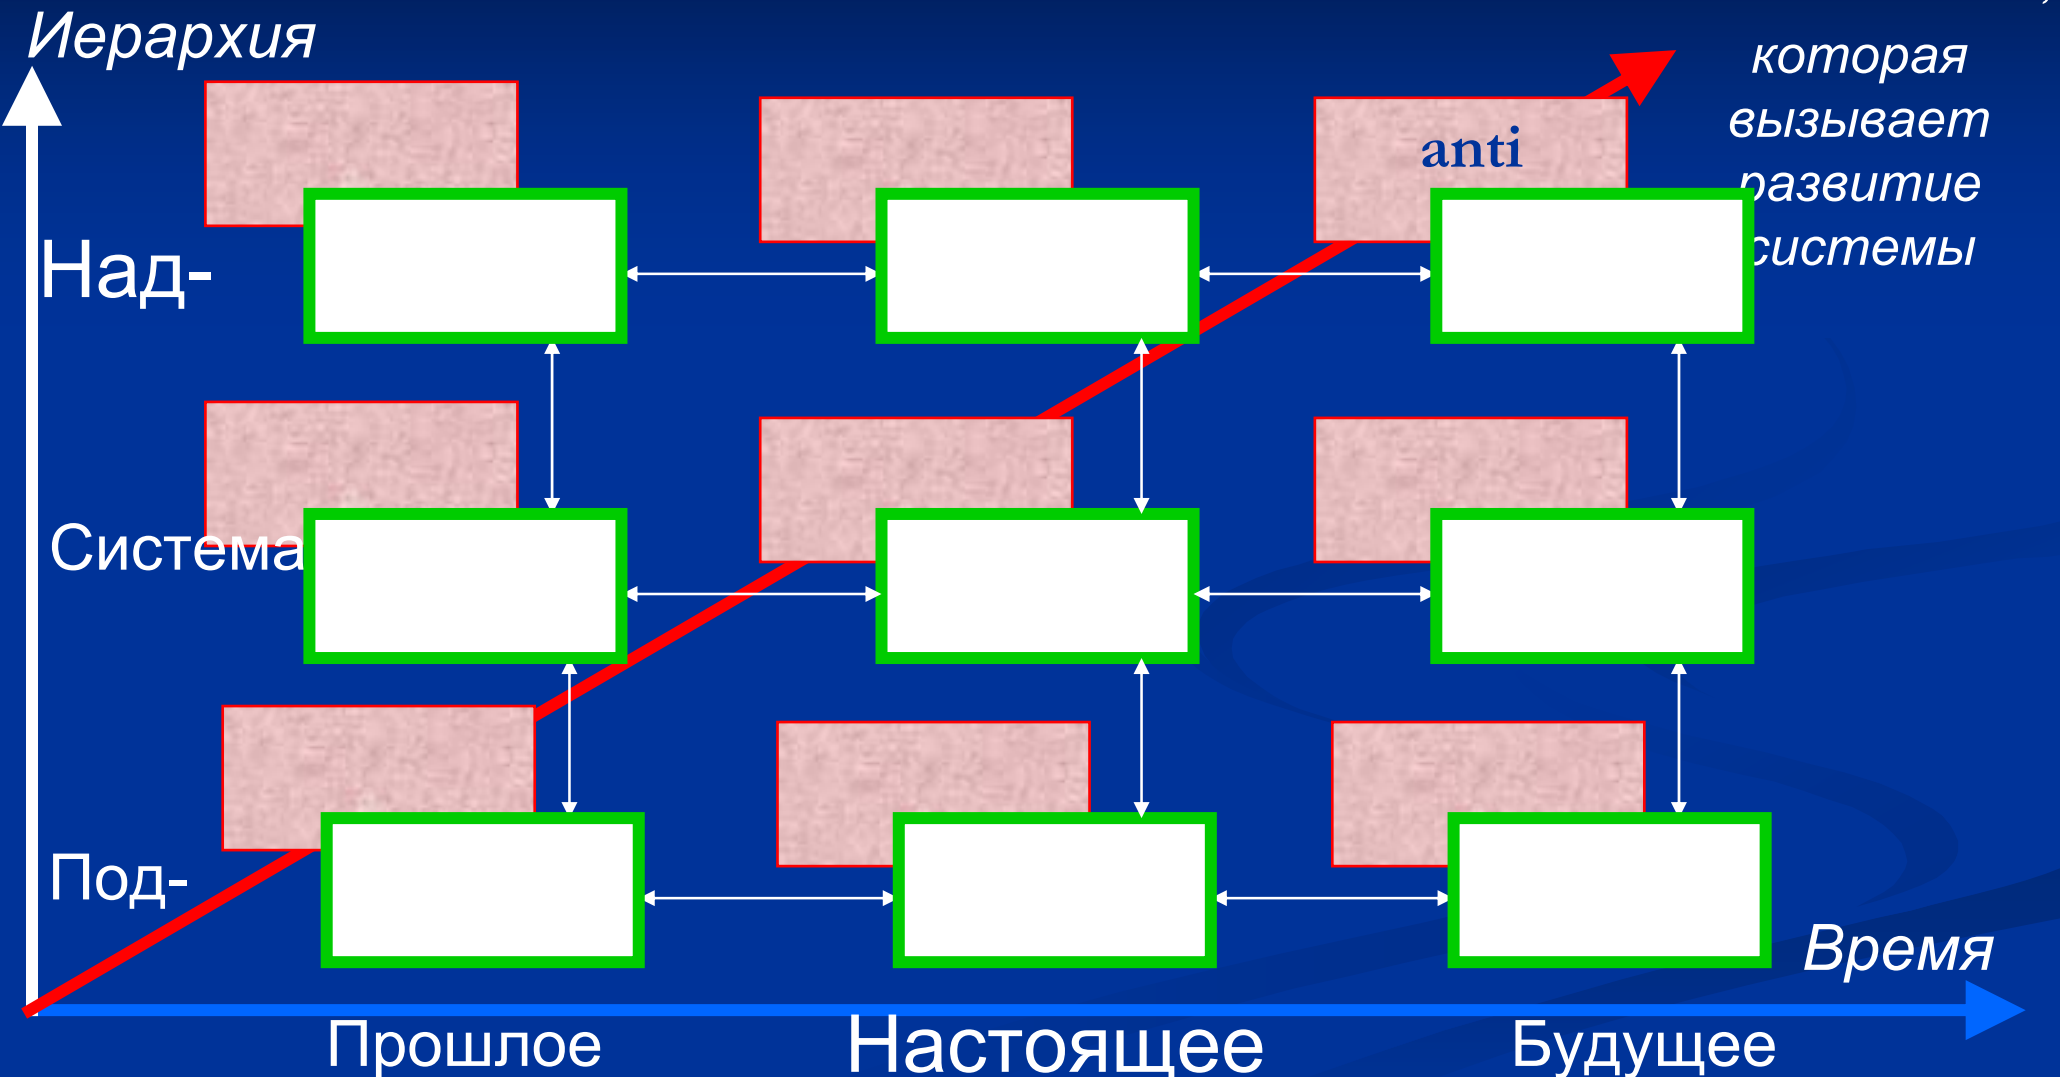 Иерархия
которая
вызывает
развитие
системы
anti
Над-
Система
Под-
Время
Прошлое
Настоящее
Будущее